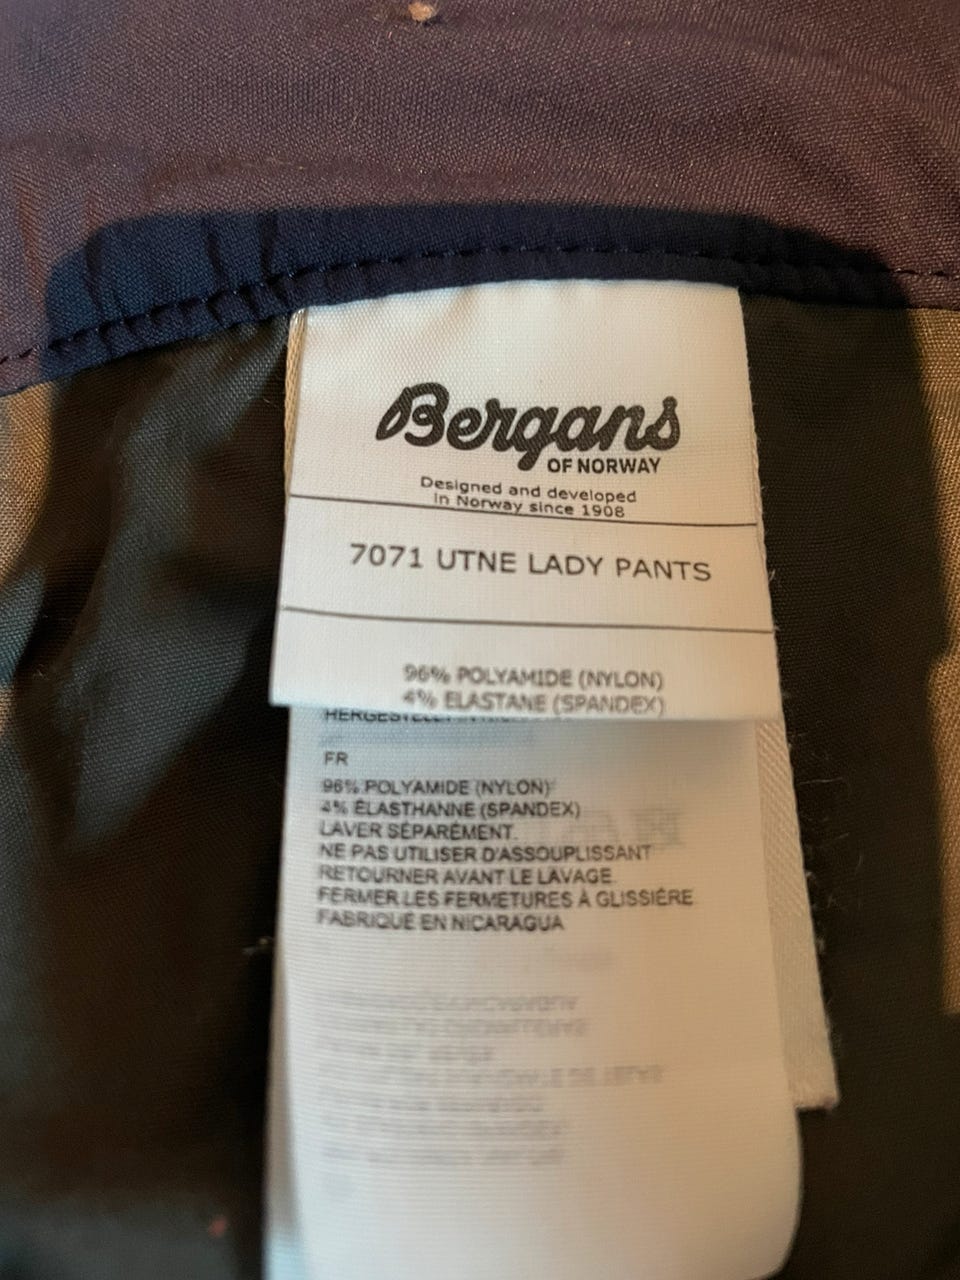 Bergans
OF NORWAY
Designed and developed
in Norway since 1908
7071 UTNE LADY PANTS
96% POLYAMIDE (NYLON)
4% ELASTANE (SPANDEX)
FR
96% POLYAMIDE (NYLON)
4% ÉLASTHANNE (SPANDEX)
LAVER SÉPARÉMENT.
NE PAS UTILISER D'ASSOUPLISSANT
RETOURNER AVANT LE LAVAGE.
FERMER LES FERMETURES À GLISSIÈRE
FABRIQUÉ EN NICARAGUA